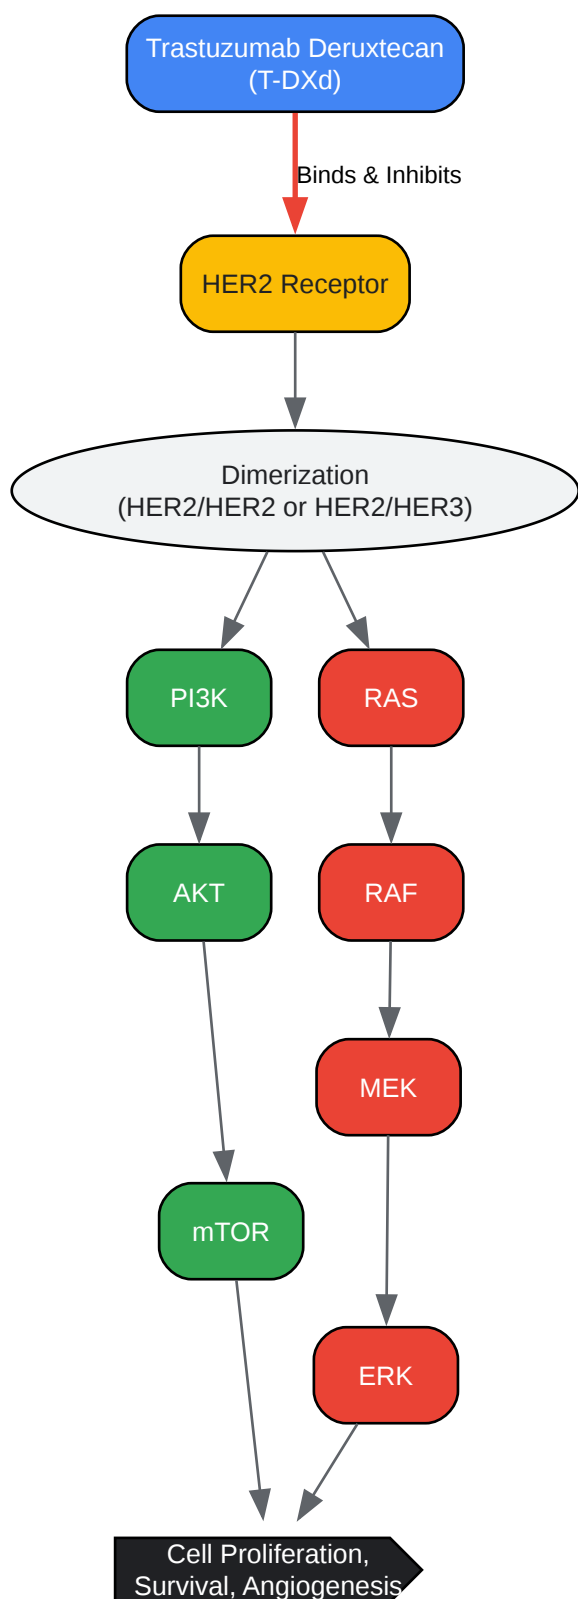 Trastuzumab Deruxtecan
(T-DXd)
Binds & Inhibits
HER2 Receptor
Dimerization
(HER2/HER2 or HER2/HER3)
PI3K
RAS
AKT
RAF
MEK
mTOR
ERK
Cell Proliferation,
Survival, Angiogenesis